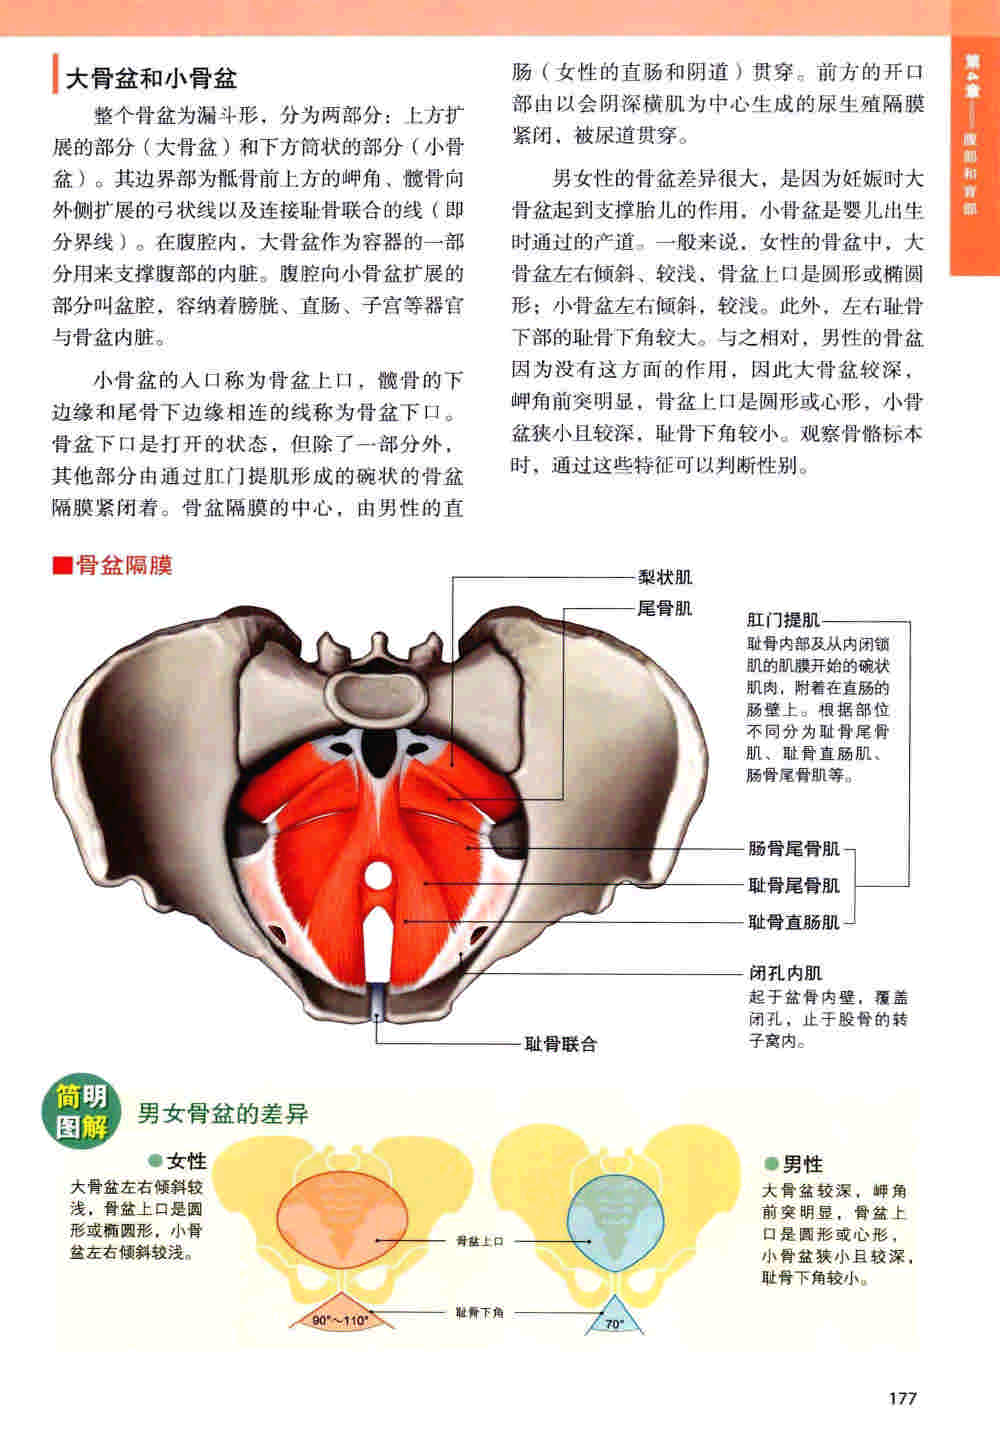 第4章——腹部和背部
大骨盆和小骨盆
整个骨盆为漏斗形，分为两部分：上方扩
展的部分（大骨盆）和下方筒状的部分（小骨
盆）。其边界部为骶骨前上方的岬角、髋骨向
外侧扩展的弓状线以及连接耻骨联合的线（即
分界线）。在腹腔内，大骨盆作为容器的一部
分用来支撑腹部的内脏。腹腔向小骨盆扩展的
部分叫盆腔，容纳着膀胱、直肠、子宫等器官
与骨盆内脏。
小骨盆的入口称为骨盆上口，髋骨的下
边缘和尾骨下边缘相连的线称为骨盆下口。
骨盆下口是打开的状态，但除了一部分外，
其他部分由通过肛门提肌形成的碗状的骨盆
隔膜紧闭着。骨盆隔膜的中心，由男性的直
肠（女性的直肠和阴道）贯穿。前方的开口
部由以会阴深横肌为中心生成的尿生殖隔膜
紧闭，被尿道贯穿。
男女性的骨盆差异很大，是因为妊娠时大
骨盆起到支撑胎儿的作用，小骨盆是婴儿出生
时通过的产道。一般来说，女性的骨盆中，大
骨盆左右倾斜、较浅，骨盆上口是圆形或椭圆
形；小骨盆左右倾斜，较浅。此外，左右耻骨
下部的耻骨下角较大。与之相对，男性的骨盆
因为没有这方面的作用，因此大骨盆较深，
岬角前突明显，骨盆上口是圆形或心形，小骨
盆狭小且较深，耻骨下角较小。观察骨骼标本
时，通过这些特征可以判断性别。
■骨盆隔膜
梨状肌
尾骨肌
肛门提肌
耻骨内部及从内闭锁
肌的肌膜开始的碗状
肌肉，附着在直肠的
肠壁上。根据部位
不同分为耻骨尾骨
肌、耻骨直肠肌、
肠骨尾骨肌等。
肠骨尾骨肌
耻骨尾骨肌
耻骨直肠肌
闭孔内肌
起于盆骨内壁，覆盖
闭孔，止于股骨的转
子窝内。
耻骨联合
简明
图解
男女骨盆的差异
●女性
大骨盆左右倾斜较
浅，骨盆上口是圆
形或椭圆形，小骨
盆左右倾斜较浅。
骨盆上口
耻骨下角
90°～110°
70°
●男性
大骨盆较深，岬角
前突明显，骨盆上
口是圆形或心形，
小骨盆狭小且较深，
耻骨下角较小。
177